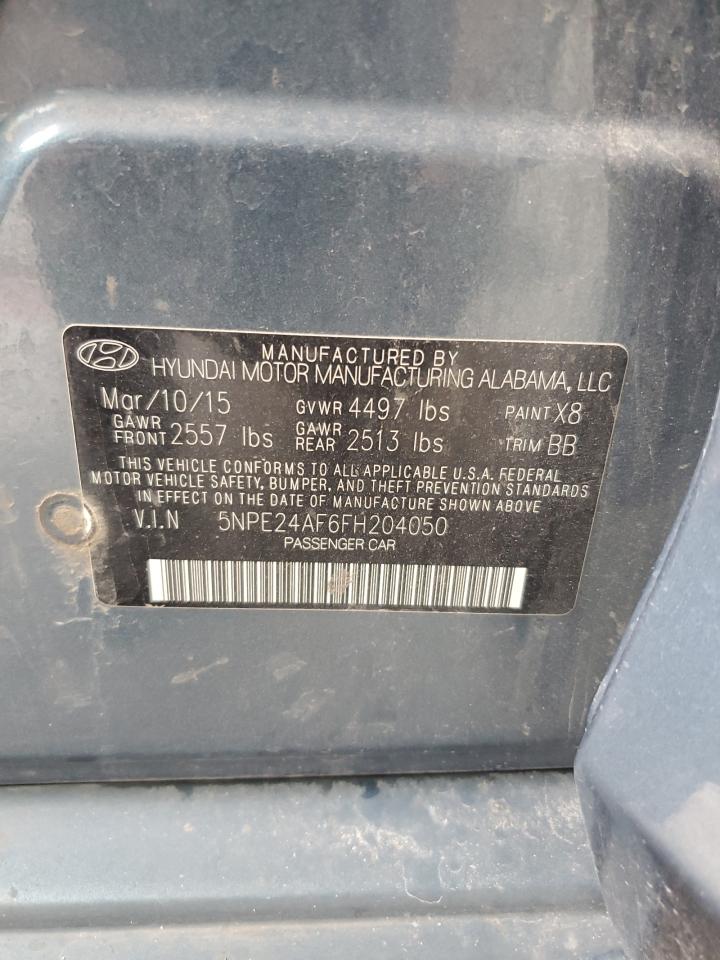 MANUFACTURED BY
HYUNDAI MOTOR MANUFACTURING ALABAMA, LLC
Mar/10/15 GVWR 4497 lbs PAINT X8
GAWR FRONT 2557 lbs GAWR REAR 2513 lbs TRIM BB
THIS VEHICLE CONFORMS TO ALL APPLICABLE U.S.A. FEDERAL
MOTOR VEHICLE SAFETY, BUMPER, AND THEFT PREVENTION STANDARDS
IN EFFECT ON THE DATE OF MANUFACTURE SHOWN ABOVE
V.I.N 5NPE24AF6FH204050
PASSENGER CAR